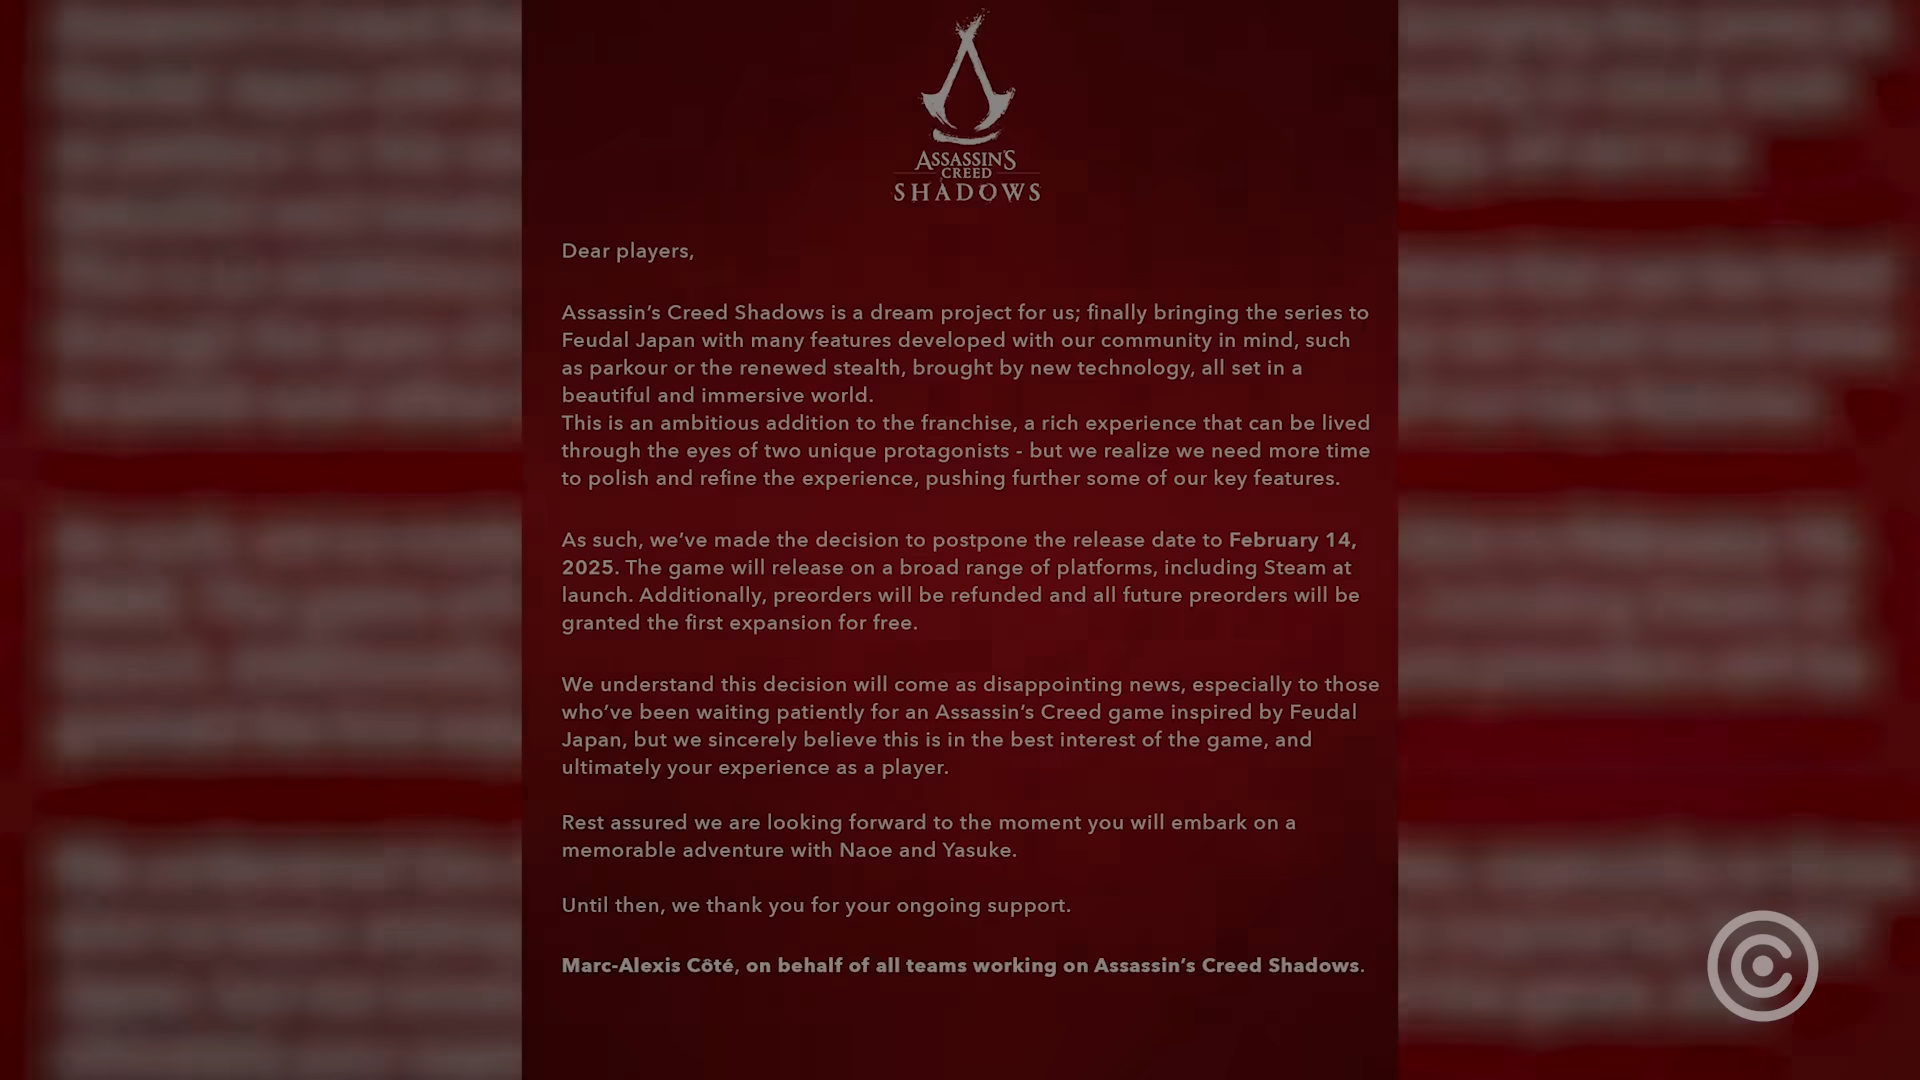 ASSASSIN'S
CREED
SHADOWS
Dear players,
Assassin’s Creed Shadows is a dream project for us; finally bringing the series to
Feudal Japan with many features developed with our community in mind, such
as parkour or the renewed stealth, brought by new technology, all set in a
beautiful and immersive world.
This is an ambitious addition to the franchise, a rich experience that can be lived
through the eyes of two unique protagonists - but we realize we need more time
to polish and refine the experience, pushing further some of our key features.
As such, we’ve made the decision to postpone the release date to February 14,
2025. The game will release on a broad range of platforms, including Steam at
launch. Additionally, preorders will be refunded and all future preorders will be
granted the first expansion for free.
We understand this decision will come as disappointing news, especially to those
who’ve been waiting patiently for an Assassin’s Creed game inspired by Feudal
Japan, but we sincerely believe this is in the best interest of the game, and
ultimately your experience as a player.
Rest assured we are looking forward to the moment you will embark on a
memorable adventure with Naoe and Yasuke.
Until then, we thank you for your ongoing support.
Marc-Alexis Côté, on behalf of all teams working on Assassin’s Creed Shadows.